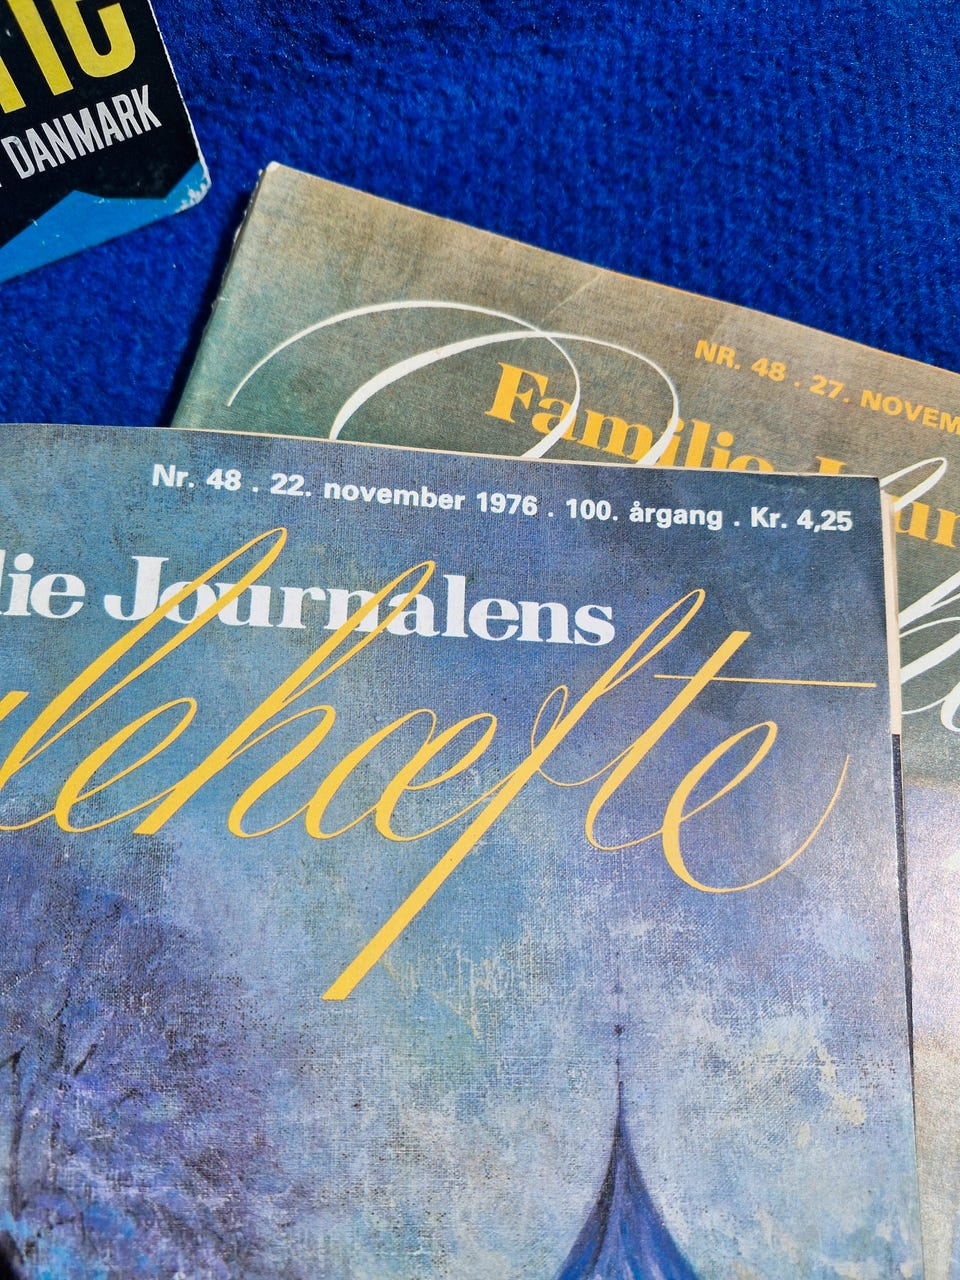 DANMARK
NR. 48 . 27. NOVEM
Familie Journ
Nr. 48 . 22. november 1976 . 100. årgang . Kr. 4,25
lie Journalens
lehæfte